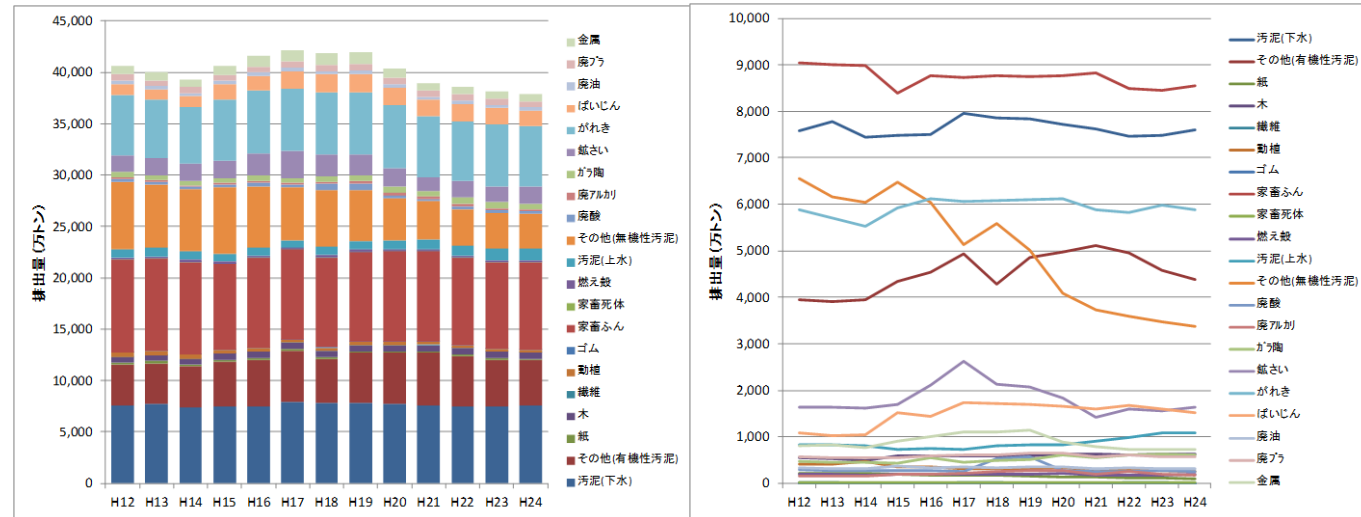 45,000
40,000
35,000
30,000
25,000
20,000
15,000
10,000
5,000
0
排出量(万トン)
H12 H13 H14 H15 H16 H17 H18 H19 H20 H21 H22 H23 H24
金属
廃プラ
廃油
ばいじん
がれき
鉱さい
ガラ陶
廃アルカリ
廃酸
その他(無機性汚泥)
汚泥(上水)
燃え殻
家畜死体
家畜ふん
ゴム
動植
繊維
木
紙
その他(有機性汚泥)
汚泥(下水)
10,000
9,000
8,000
7,000
6,000
5,000
4,000
3,000
2,000
1,000
0
排出量(万トン)
H12 H13 H14 H15 H16 H17 H18 H19 H20 H21 H22 H23 H24
汚泥(下水)
その他(有機性汚泥)
紙
木
繊維
動植
ゴム
家畜ふん
家畜死体
燃え殻
汚泥(上水)
その他(無機性汚泥)
廃酸
廃アルカリ
ガラ陶
鉱さい
がれき
ばいじん
廃油
廃プラ
金属